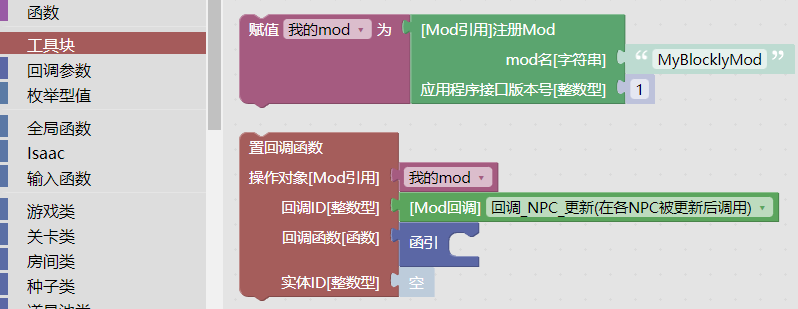 函数
工具块
回调参数
枚举型值
全局函数
Isaac
输入函数
游戏类
关卡类
房间类
种子类
道具池类
赋值 我的mod 为 [Mod引用]注册Mod
mod名[字符串] “ MyBlocklyMod ”
应用程序接口版本号[整数型] 1
置回调函数
操作对象[Mod引用] 我的mod
回调ID[整数型] [Mod回调] 回调_NPC_更新(在各NPC被更新后调用)
回调函数[函数] 函引
实体ID[整数型] 空